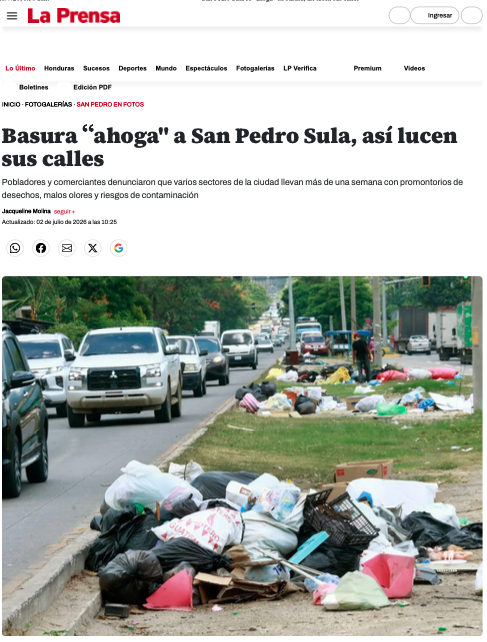 La Prensa
Ingresar
Lo Último Honduras Sucesos Deportes Mundo Espectáculos Fotogalerías LP Verifica Premium Videos
Boletines Edición PDF
INICIO · FOTOGALERÍAS · SAN PEDRO EN FOTOS
Basura “ahoga" a San Pedro Sula, así lucen
sus calles
Pobladores y comerciantes denunciaron que varios sectores de la ciudad llevan más de una semana con promontorios de
desechos, malos olores y riesgos de contaminación
Jacqueline Molina seguir +
Actualizado: 02 de julio de 2026 a las 10:25